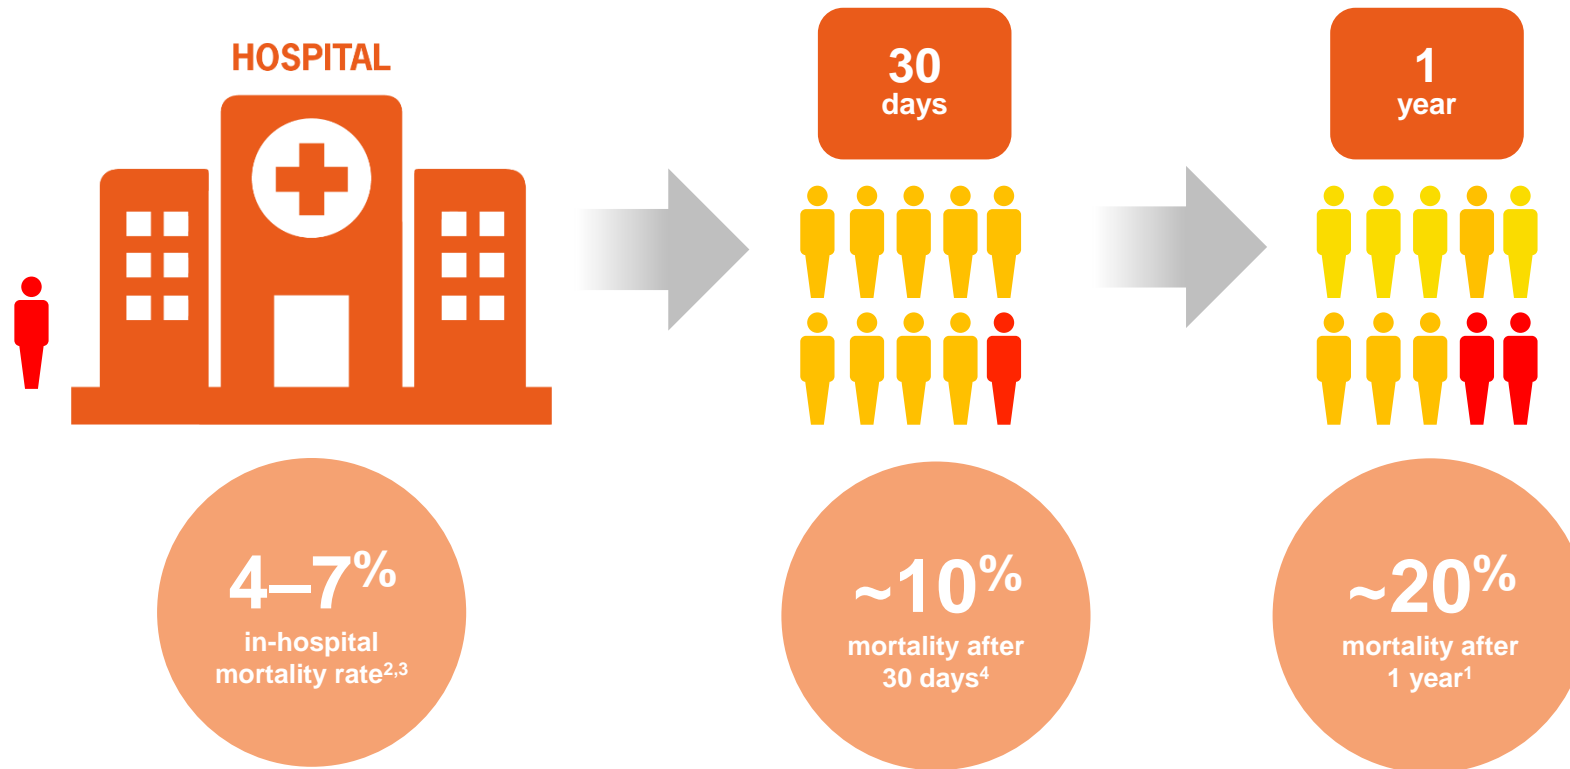 HOSPITAL
30
days
1
year
4–7%
in-hospital
mortality rate2,3
~10%
mortality after
30 days4
~20%
mortality after
1 year1